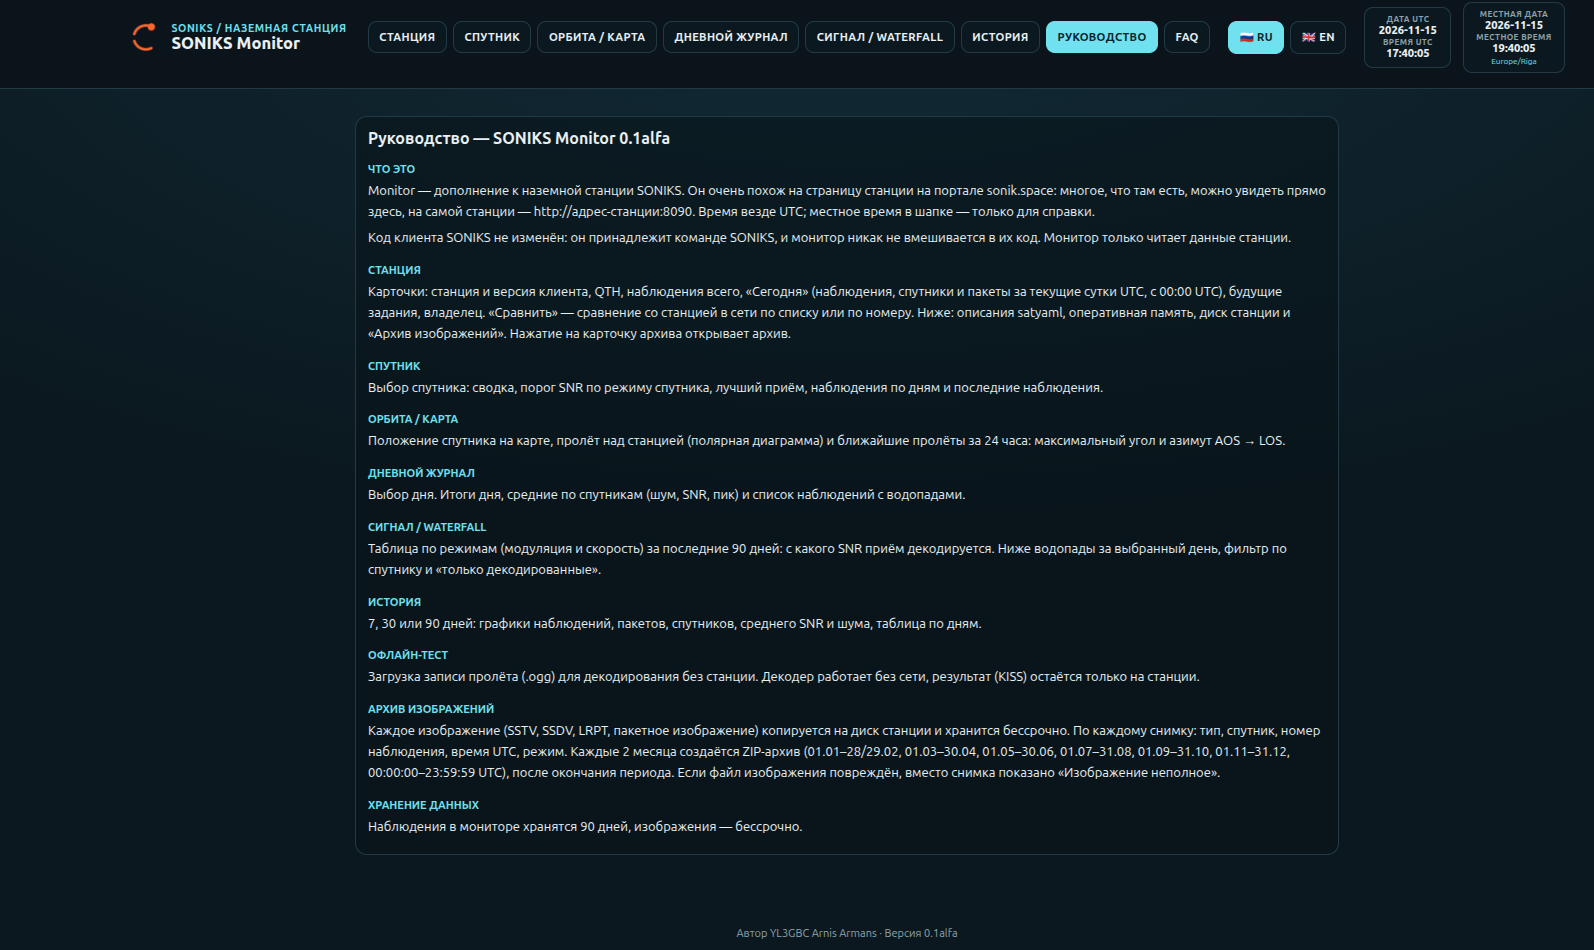 SONIKS / НАЗЕМНАЯ СТАНЦИЯ
SONIKS Monitor
СТАНЦИЯ
СПУТНИК
ОРБИТА / КАРТА
ДНЕВНОЙ ЖУРНАЛ
СИГНАЛ / WATERFALL
ИСТОРИЯ
РУКОВОДСТВО
FAQ
RU
EN
ДАТА UTC
2026-11-15
ВРЕМЯ UTC
17:40:05
МЕСТНАЯ ДАТА
2026-11-15
МЕСТНОЕ ВРЕМЯ
19:40:05
Europe/Riga
Руководство — SONIKS Monitor 0.1alfa
ЧТО ЭТО
Monitor — дополнение к наземной станции SONIKS. Он очень похож на страницу станции на портале sonik.space: многое, что там есть, можно увидеть прямо
здесь, на самой станции — http://адрес-станции:8090. Время везде UTC; местное время в шапке — только для справки.
Код клиента SONIKS не изменён: он принадлежит команде SONIKS, и монитор никак не вмешивается в их код. Монитор только читает данные станции.
СТАНЦИЯ
Карточки: станция и версия клиента, QTH, наблюдения всего, «Сегодня» (наблюдения, спутники и пакеты за текущие сутки UTC, с 00:00 UTC), будущие
задания, владелец. «Сравнить» — сравнение со станцией в сети по списку или по номеру. Ниже: описания satyaml, оперативная память, диск станции и
«Архив изображений». Нажатие на карточку архива открывает архив.
СПУТНИК
Выбор спутника: сводка, порог SNR по режиму спутника, лучший приём, наблюдения по дням и последние наблюдения.
ОРБИТА / КАРТА
Положение спутника на карте, пролёт над станцией (полярная диаграмма) и ближайшие пролёты за 24 часа: максимальный угол и азимут AOS → LOS.
ДНЕВНОЙ ЖУРНАЛ
Выбор дня. Итоги дня, средние по спутникам (шум, SNR, пик) и список наблюдений с водопадами.
СИГНАЛ / WATERFALL
Таблица по режимам (модуляция и скорость) за последние 90 дней: с какого SNR приём декодируется. Ниже водопады за выбранный день, фильтр по
спутнику и «только декодированные».
ИСТОРИЯ
7, 30 или 90 дней: графики наблюдений, пакетов, спутников, среднего SNR и шума, таблица по дням.
ОФЛАЙН-ТЕСТ
Загрузка записи пролёта (.ogg) для декодирования без станции. Декодер работает без сети, результат (KISS) остаётся только на станции.
АРХИВ ИЗОБРАЖЕНИЙ
Каждое изображение (SSTV, SSDV, LRPT, пакетное изображение) копируется на диск станции и хранится бессрочно. По каждому снимку: тип, спутник, номер
наблюдения, время UTC, режим. Каждые 2 месяца создаётся ZIP-архив (01.01–28/29.02, 01.03–30.04, 01.05–30.06, 01.07–31.08, 01.09–31.10, 01.11–31.12,
00:00:00–23:59:59 UTC), после окончания периода. Если файл изображения повреждён, вместо снимка показано «Изображение неполное».
ХРАНЕНИЕ ДАННЫХ
Наблюдения в мониторе хранятся 90 дней, изображения — бессрочно.
Автор YL3GBC Arnis Armans · Версия 0.1alfa